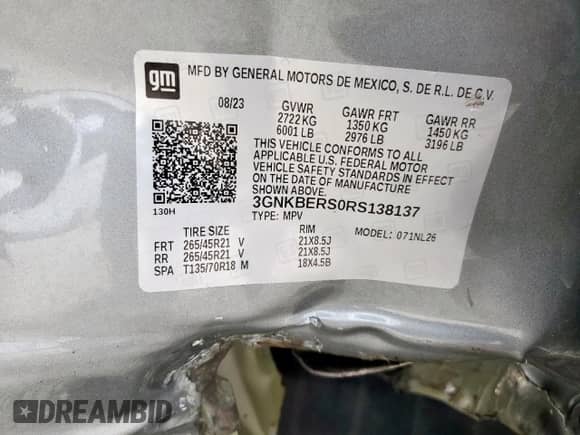 gm MFD BY GENERAL MOTORS DE MEXICO, S. DE R.L. DE C.V.
08/23 GVWR GAWR FRT GAWR RR
2722 KG 1350 KG 1450 KG
6001 LB 2976 LB 3196 LB
THIS VEHICLE CONFORMS TO ALL
APPLICABLE U.S. FEDERAL MOTOR
VEHICLE SAFETY STANDARDS IN EFFECT
ON THE DATE OF MANUFACTURE
SHOWN ABOVE.
130H
3GNKBERS0RS138137
TYPE: MPV MODEL: 071NL26
TIRE SIZE RIM
FRT 265/45R21 V 21X8.5J
RR 265/45R21 V 21X8.5J
SPA T135/70R18 M 18X4.5B
DREAMBID